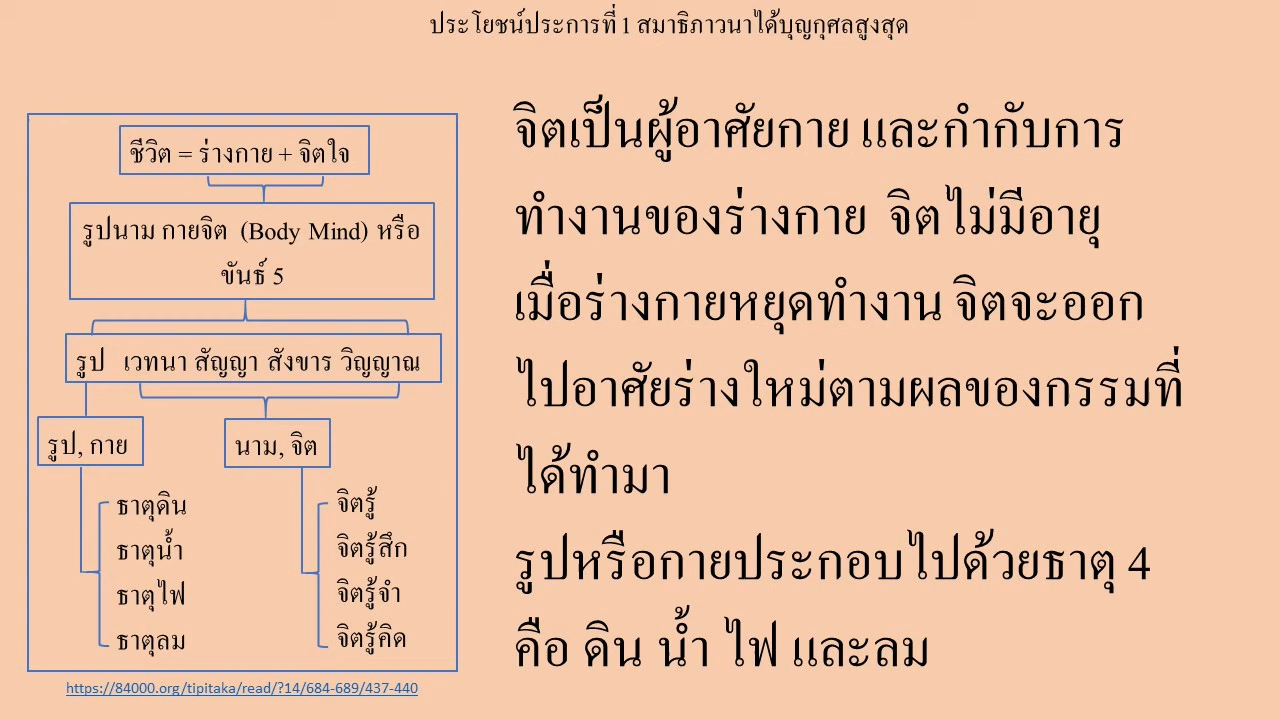 ประโยชน์ประการที่ 1 สมาธิภาวนาได้บุญกุศลสูงสุด
ชีวิต = ร่างกาย + จิตใจ
รูปนาม กายจิต (Body Mind) หรือ
ขันธ์ 5
รูป เวทนา สัญญา สังขาร วิญญาณ
รูป, กาย
นาม, จิต
ธาตุดิน
ธาตุน้ำ
ธาตุไฟ
ธาตุลม
จิตรู้
จิตรู้สึก
จิตรู้จำ
จิตรู้คิด
https://84000.org/tipitaka/read/?14/684-689/437-440
จิตเป็นผู้อาศัยกาย และกำกับการ
ทำงานของร่างกาย จิตไม่มีอายุ
เมื่อร่างกายหยุดทำงาน จิตจะออก
ไปอาศัยร่างใหม่ตามผลของกรรมที่
ได้ทำมา
รูปหรือกายประกอบไปด้วยธาตุ 4
คือ ดิน น้ำ ไฟ และลม